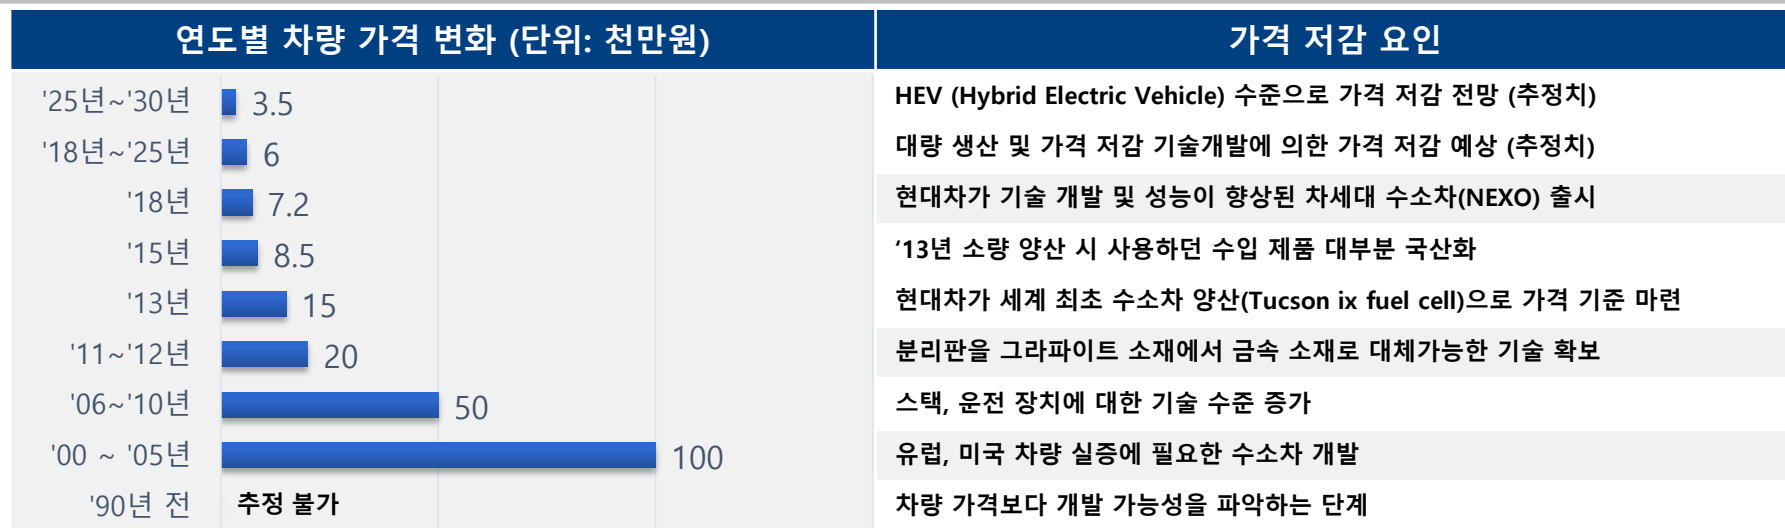 연도별 차량 가격 변화 (단위: 천만원)
가격 저감 요인
'25년~'30년 3.5
HEV (Hybrid Electric Vehicle) 수준으로 가격 저감 전망 (추정치)
'18년~'25년 6
대량 생산 및 가격 저감 기술개발에 의한 가격 저감 예상 (추정치)
'18년 7.2
현대차가 기술 개발 및 성능이 향상된 차세대 수소차(NEXO) 출시
'15년 8.5
‘13년 소량 양산 시 사용하던 수입 제품 대부분 국산화
'13년 15
현대차가 세계 최초 수소차 양산(Tucson ix fuel cell)으로 가격 기준 마련
'11~'12년 20
분리판을 그라파이트 소재에서 금속 소재로 대체가능한 기술 확보
'06~'10년 50
스택, 운전 장치에 대한 기술 수준 증가
'00 ~ '05년 100
유럽, 미국 차량 실증에 필요한 수소차 개발
'90년 전 추정 불가
차량 가격보다 개발 가능성을 파악하는 단계